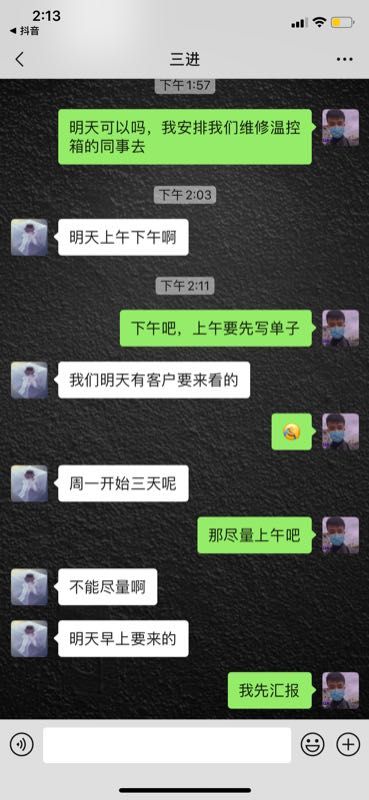 2:13
抖音
三进
下午1:57
明天可以吗，我安排我们维修温控
箱的同事去
下午2:03
明天上午下午啊
下午2:11
下午吧，上午要先写单子
我们明天有客户要来看的
周一开始三天呢
那尽量上午吧
不能尽量啊
明天早上要来的
我先汇报